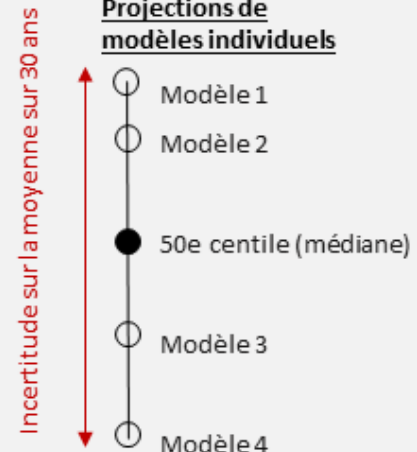 Projections de
modèles individuels
Incertitude sur la moyenne sur 30 ans
Modèle 1
Modèle 2
50e centile (médiane)
Modèle 3
Modèle 4